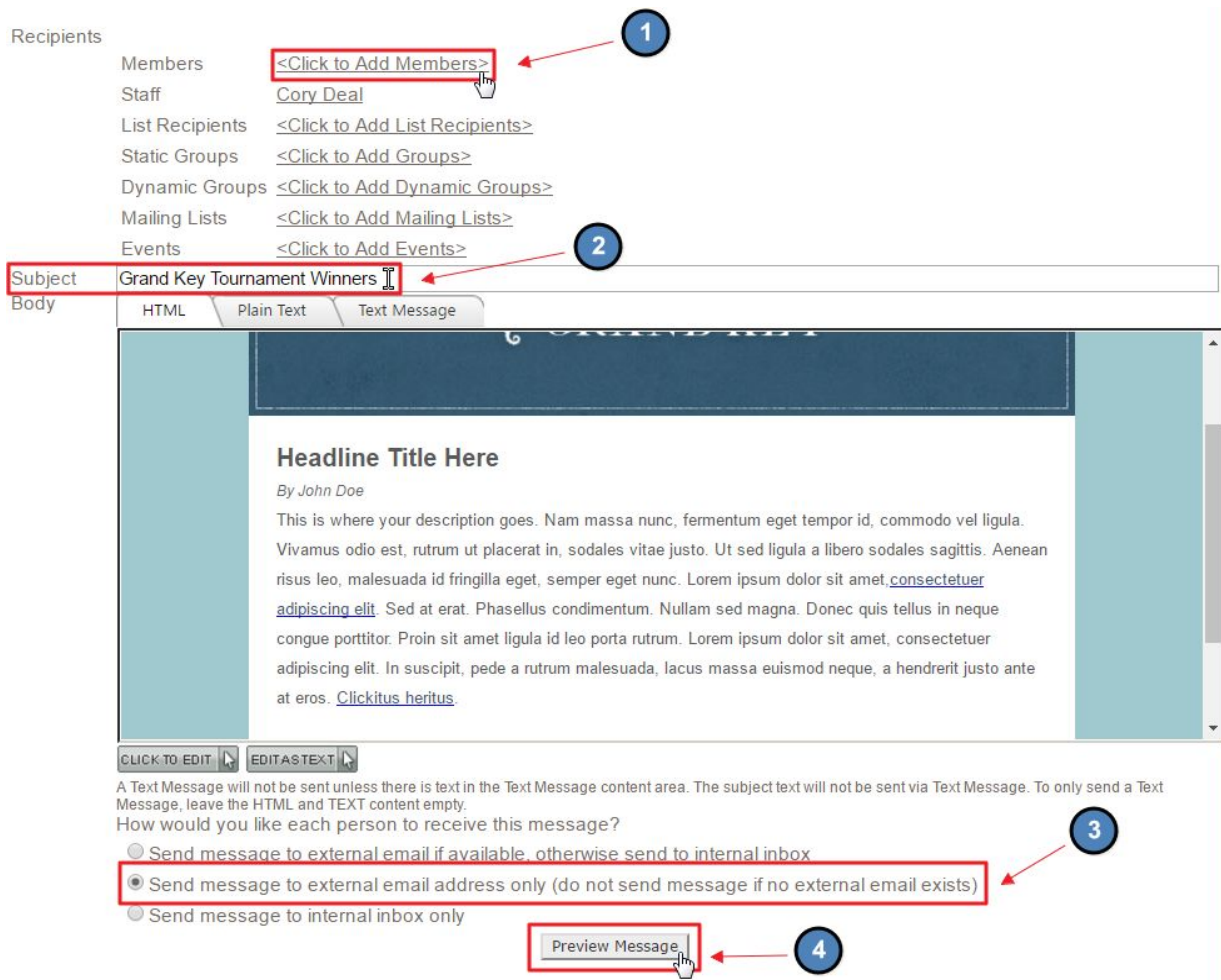 Recipients
1
Members <Click to Add Members>
Staff Cory Deal
List Recipients <Click to Add List Recipients>
Static Groups <Click to Add Groups>
Dynamic Groups <Click to Add Dynamic Groups>
Mailing Lists <Click to Add Mailing Lists>
Events <Click to Add Events>
2
Subject Grand Key Tournament Winners
Body
HTML Plain Text Text Message
Headline Title Here
By John Doe
This is where your description goes. Nam massa nunc, fermentum eget tempor id, commodo vel ligula.
Vivamus odio est, rutrum ut placerat in, sodales vitae justo. Ut sed ligula a libero sodales sagittis. Aenean
risus leo, malesuada id fringilla eget, semper eget nunc. Lorem ipsum dolor sit amet,consectetuer
adipiscing elit. Sed at erat. Phasellus condimentum. Nullam sed magna. Donec quis tellus in neque
congue porttitor. Proin sit amet ligula id leo porta rutrum. Lorem ipsum dolor sit amet, consectetuer
adipiscing elit. In suscipit, pede a rutrum malesuada, lacus massa euismod neque, a hendrerit justo ante
at eros. Clickitus heritus.
CLICK TO EDIT EDIT AS TEXT
A Text Message will not be sent unless there is text in the Text Message content area. The subject text will not be sent via Text Message. To only send a Text
Message, leave the HTML and TEXT content empty.
How would you like each person to receive this message?
3
Send message to external email if available, otherwise send to internal inbox
Send message to external email address only (do not send message if no external email exists)
Send message to internal inbox only
Preview Message
4